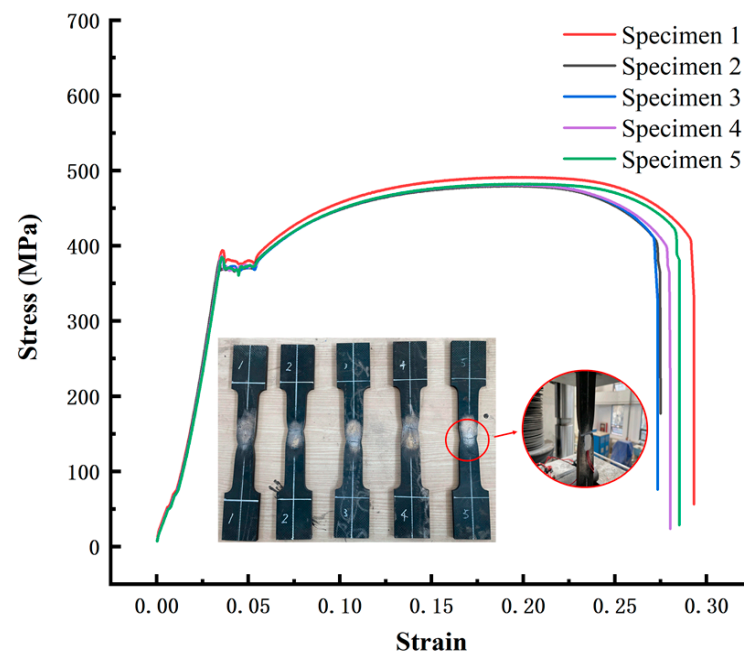 700
600
500
400
300
200
100
0
Stress (MPa)
Specimen 1
Specimen 2
Specimen 3
Specimen 4
Specimen 5
1 2 3 4 5
1 2 3 4 5
0.00 0.05 0.10 0.15 0.20 0.25 0.30
Strain